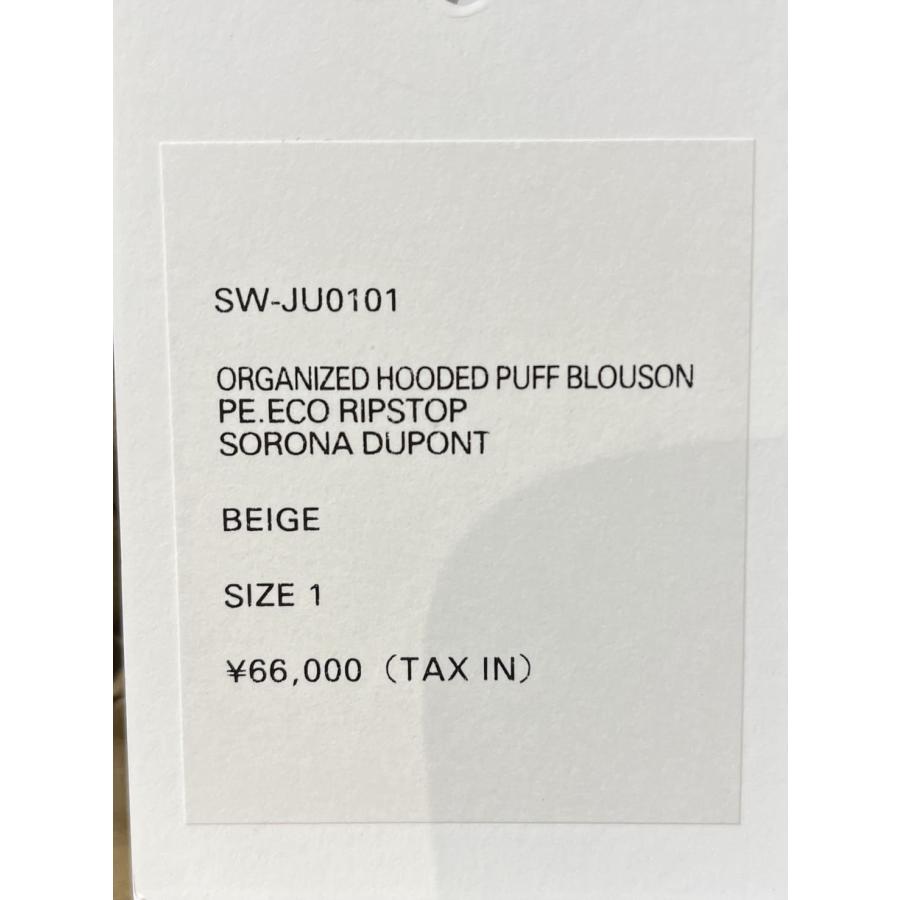 SW-JU0101
ORGANIZED HOODED PUFF BLOUSON
PE.ECO RIPSTOP
SORONA DUPONT
BEIGE
SIZE 1
¥66,000（TAX IN）